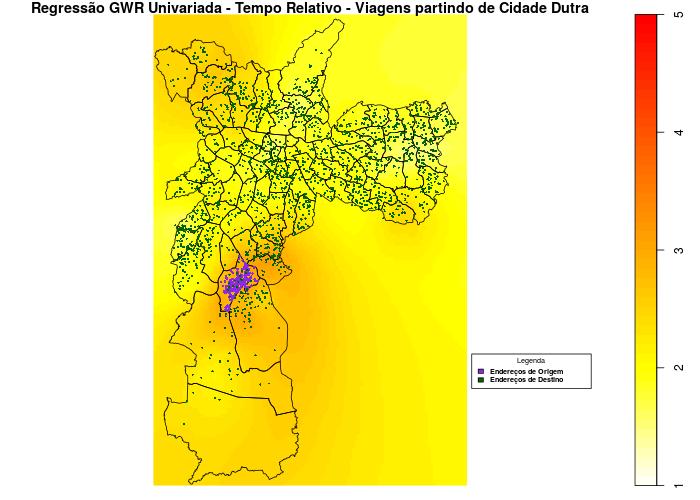 Regressão GWR Univariada - Tempo Relativo - Viagens partindo de Cidade Dutra
5
4
3
2
1
Legenda
Endereços de Origem
Endereços de Destino